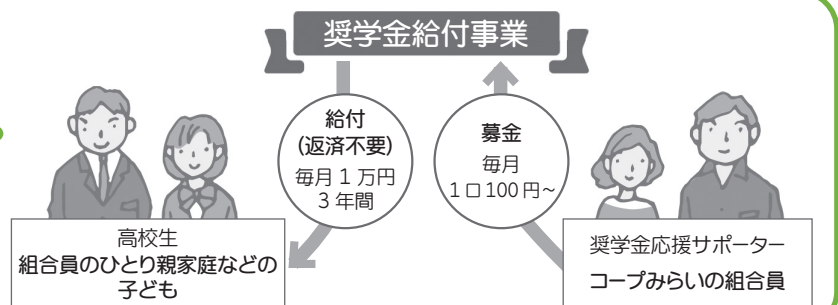 奨学金給付事業
給付
(返済不要)
毎月1万円
3年間
募金
毎月
1口100円~
高校生
組合員のひとり親家庭などの
子ども
奨学金応援サポーター
コープみらいの組合員